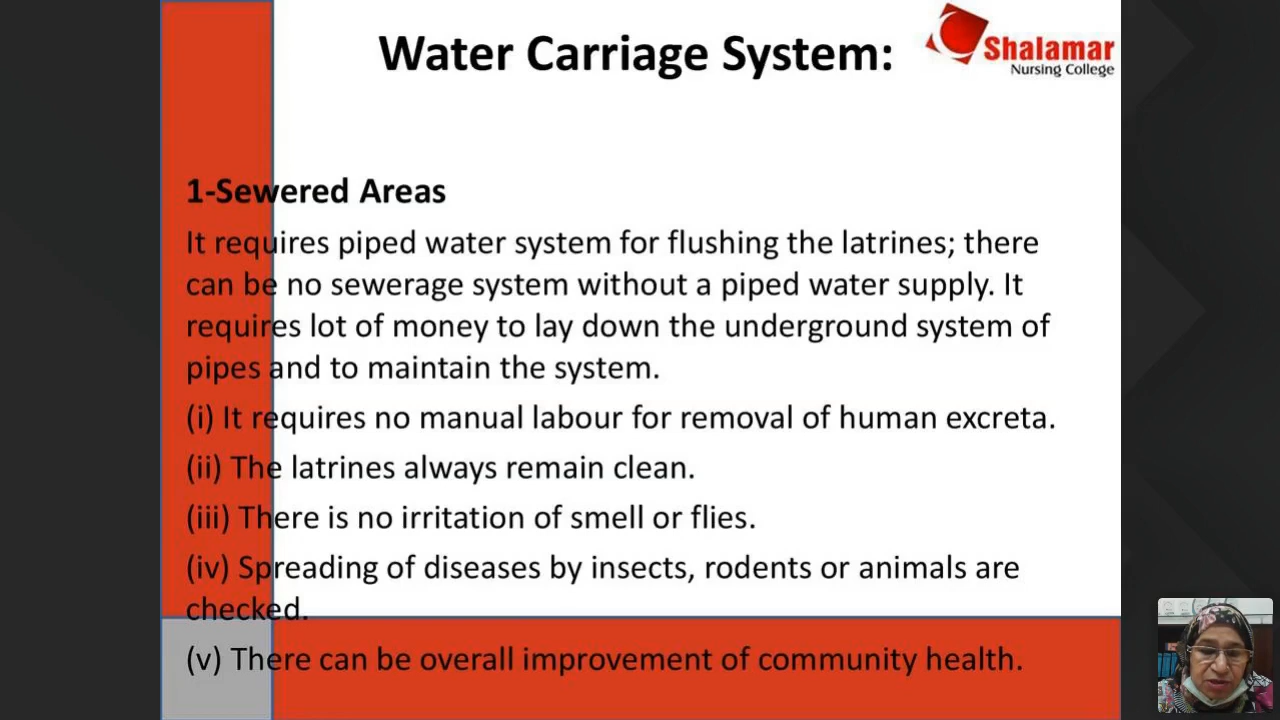 Water Carriage System:
Shalamar
Nursing College
1-Sewered Areas
It requires piped water system for flushing the latrines; there
can be no sewerage system without a piped water supply. It
requires lot of money to lay down the underground system of
pipes and to maintain the system.
(i) It requires no manual labour for removal of human excreta.
(ii) The latrines always remain clean.
(iii) There is no irritation of smell or flies.
(iv) Spreading of diseases by insects, rodents or animals are
checked.
(v) There can be overall improvement of community health.